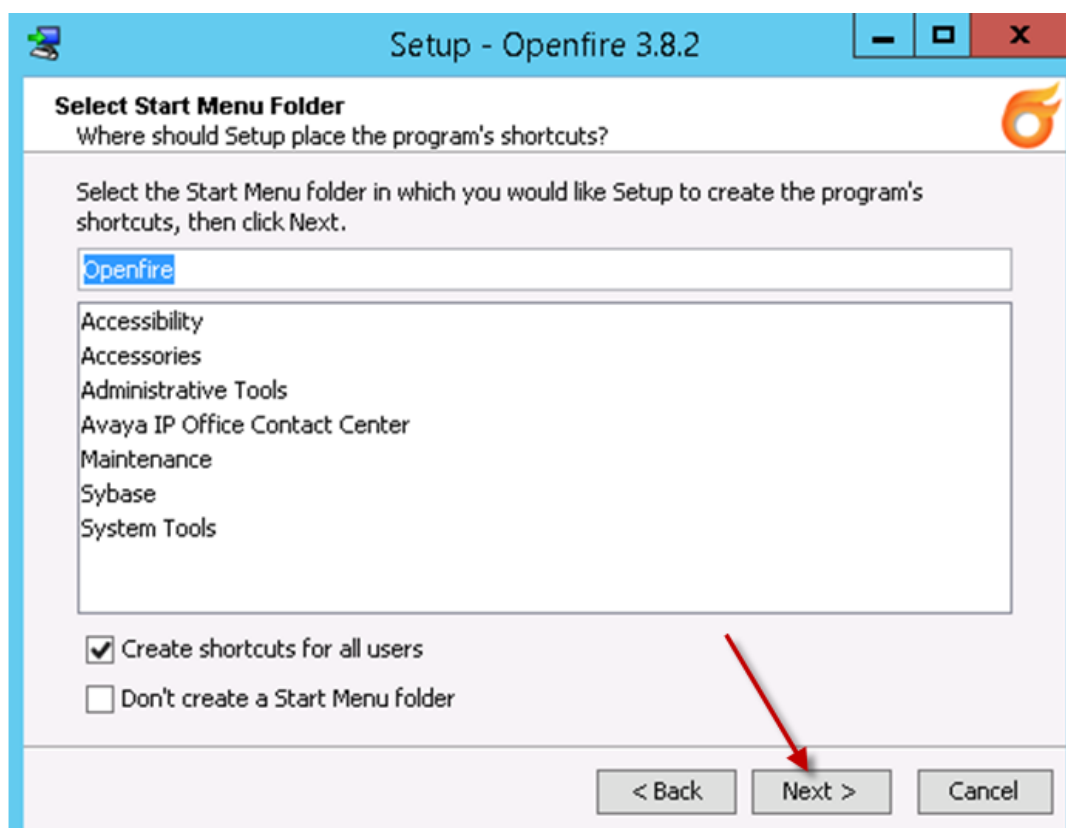 Setup - Openfire 3.8.2
Select Start Menu Folder
Where should Setup place the program's shortcuts?
Select the Start Menu folder in which you would like Setup to create the program's
shortcuts, then click Next.
Openfire
Accessibility
Accessories
Administrative Tools
Avaya IP Office Contact Center
Maintenance
Sybase
System Tools
Create shortcuts for all users
Don't create a Start Menu folder
< Back Next > Cancel